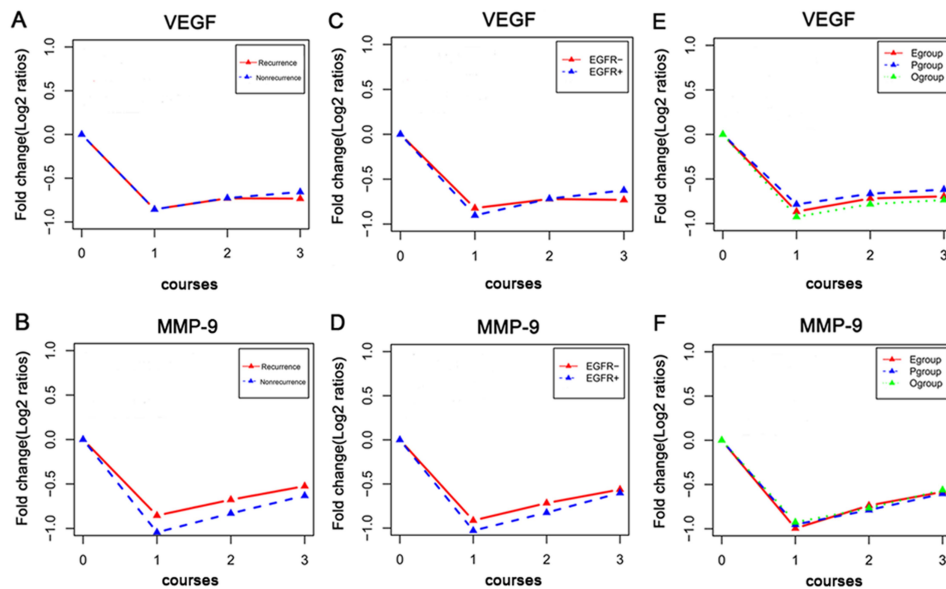 A
VEGF
Fold change(Log2 ratios)
1.0
0.5
0.0
−0.5
−1.0
Recurrence
Nonrecurrence
0 1 2 3
courses
C
VEGF
Fold change(Log2 ratios)
1.0
0.5
0.0
−0.5
−1.0
EGFR−
EGFR+
0 1 2 3
courses
E
VEGF
Fold change(Log2 ratios)
1.0
0.5
0.0
−0.5
−1.0
Egroup
Pgroup
Ogroup
0 1 2 3
courses
B
MMP-9
Fold change(Log2 ratios)
1.0
0.5
0.0
−0.5
−1.0
Recurrence
Nonrecurrence
0 1 2 3
courses
D
MMP-9
Fold change(Log2 ratios)
1.0
0.5
0.0
−0.5
−1.0
EGFR−
EGFR+
0 1 2 3
courses
F
MMP-9
Fold change(Log2 ratios)
1.0
0.5
0.0
−0.5
−1.0
Egroup
Pgroup
Ogroup
0 1 2 3
courses